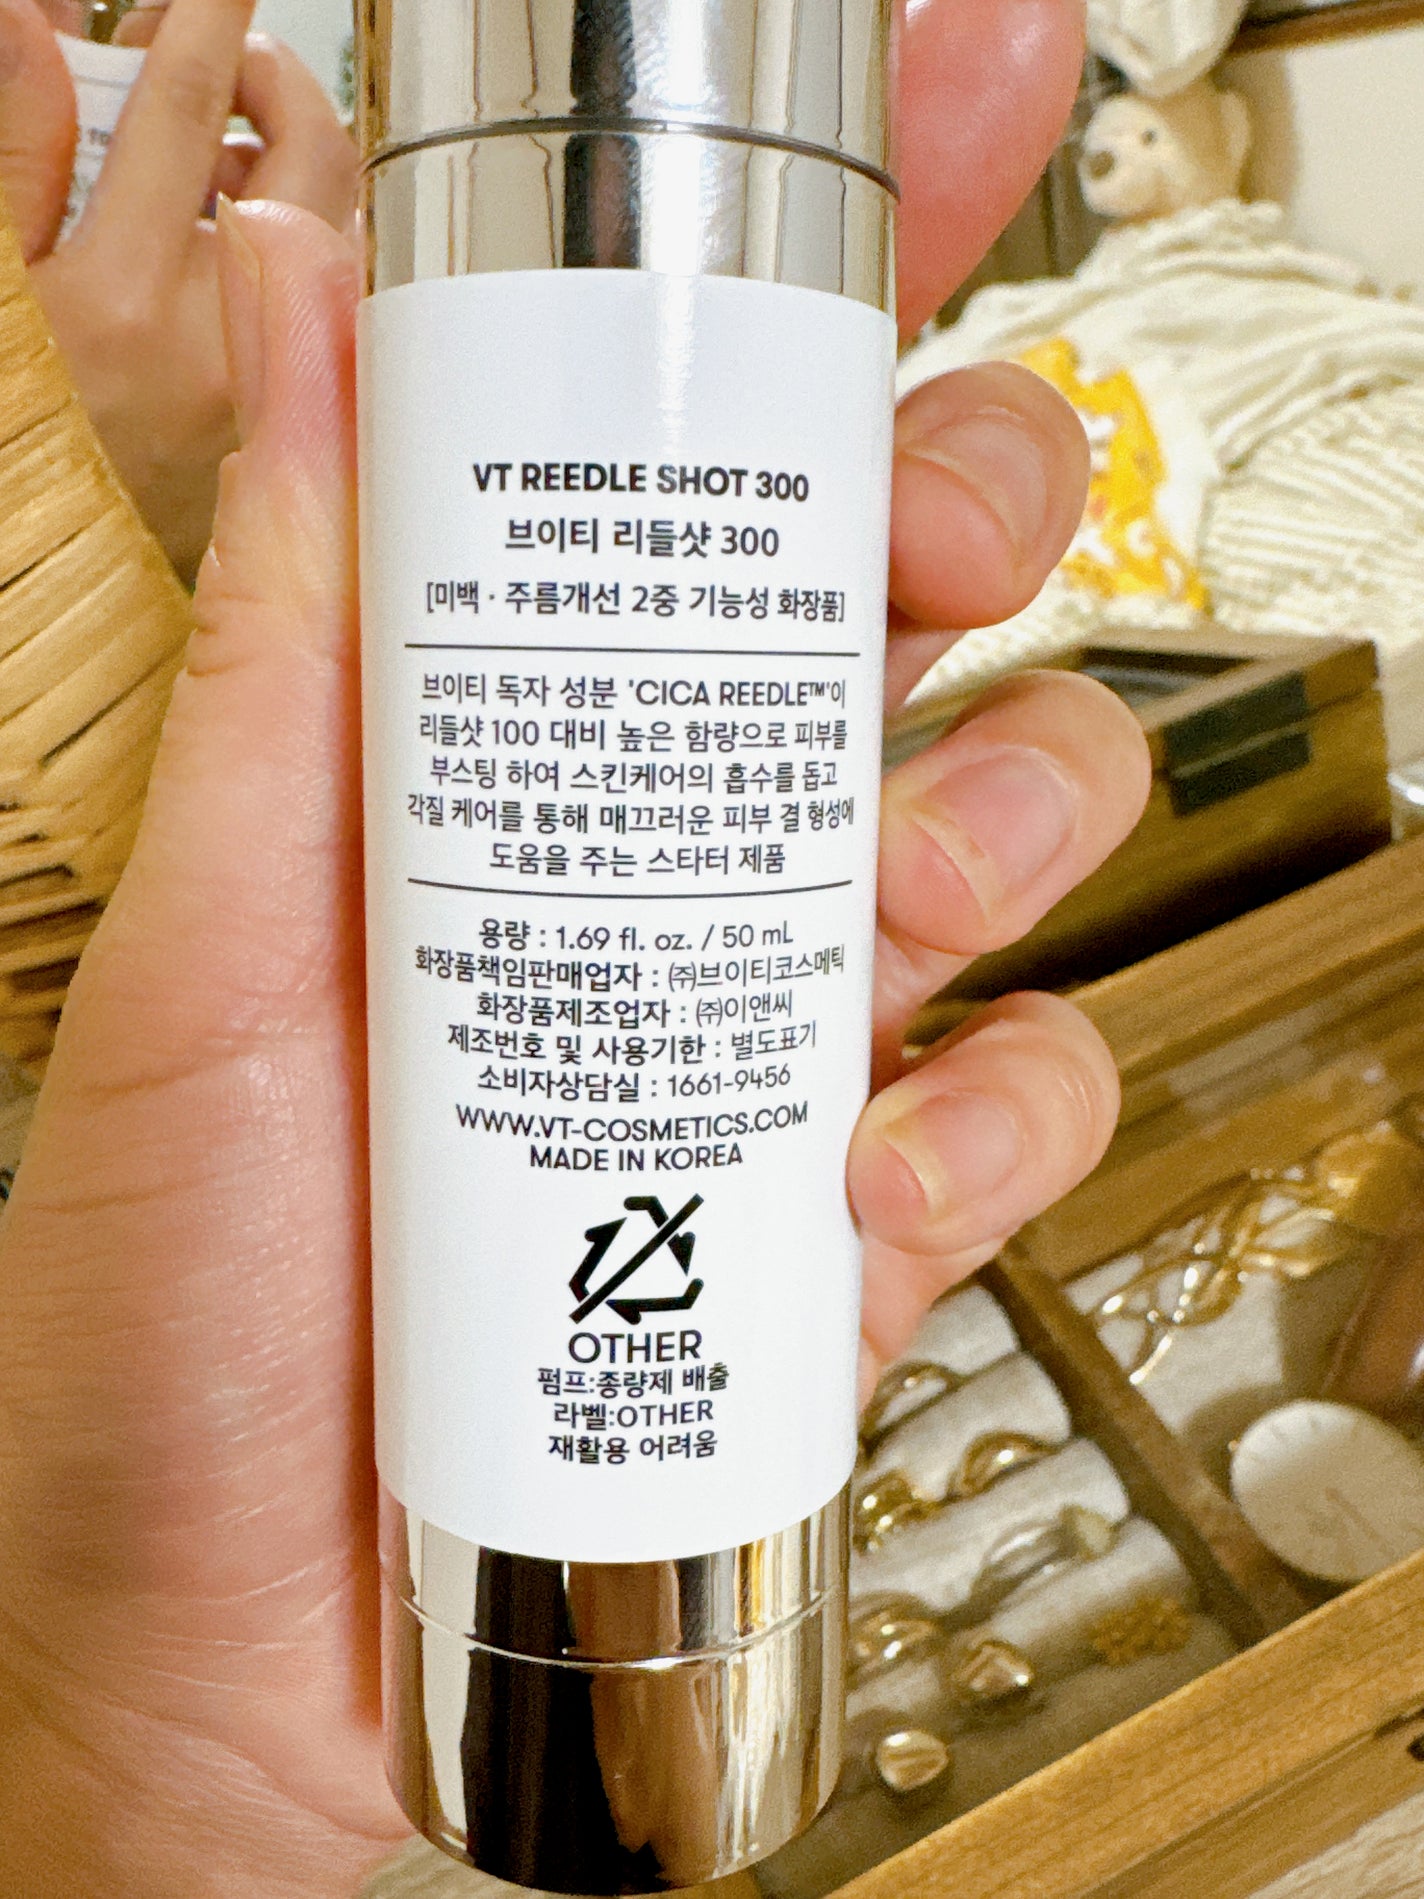 VT REEDLE SHOT 300
브이티 리들샷 300
[미백 · 주름개선 2중 기능성 화장품]
브이티 독자 성분 'CICA REEDLE™'이
리들샷 100 대비 높은 함량으로 피부를
부스팅 하여 스킨케어의 흡수를 돕고
각질 케어를 통해 매끄러운 피부 결 형성에
도움을 주는 스타터 제품
용량 : 1.69 fl. oz. / 50 mL
화장품책임판매업자 : ㈜브이티코스메틱
화장품제조업자 : ㈜이앤씨
제조번호 및 사용기한 : 별도표기
소비자상담실 : 1661-9456
WWW.VT-COSMETICS.COM
MADE IN KOREA
OTHER
펌프:종량제 배출
라벨:OTHER
재활용 어려움